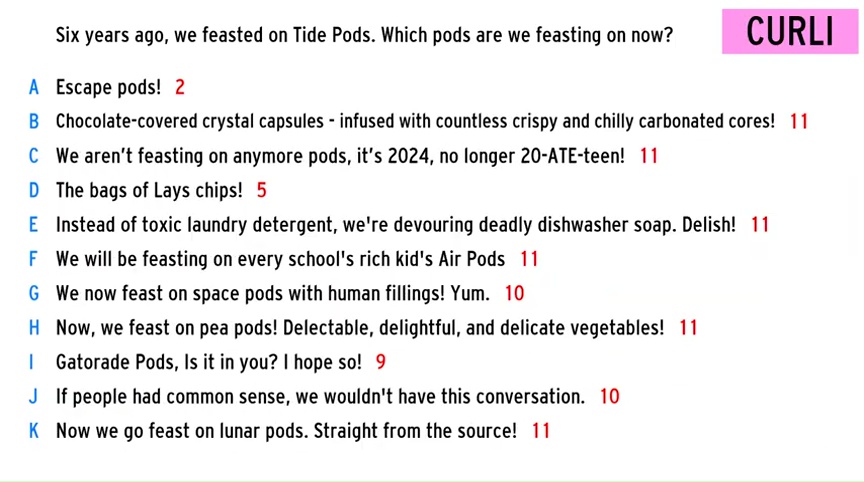 Six years ago, we feasted on Tide Pods. Which pods are we feasting on now?
CURLI
A Escape pods! 2
B Chocolate-covered crystal capsules - infused with countless crispy and chilly carbonated cores! 11
C We aren't feasting on anymore pods, it's 2024, no longer 20-ATE-teen! 11
D The bags of Lays chips! 5
E Instead of toxic laundry detergent, we're devouring deadly dishwasher soap. Delish! 11
F We will be feasting on every school's rich kid's Air Pods 11
G We now feast on space pods with human fillings! Yum. 10
H Now, we feast on pea pods! Delectable, delightful, and delicate vegetables! 11
I Gatorade Pods, Is it in you? I hope so! 9
J If people had common sense, we wouldn't have this conversation. 10
K Now we go feast on lunar pods. Straight from the source! 11